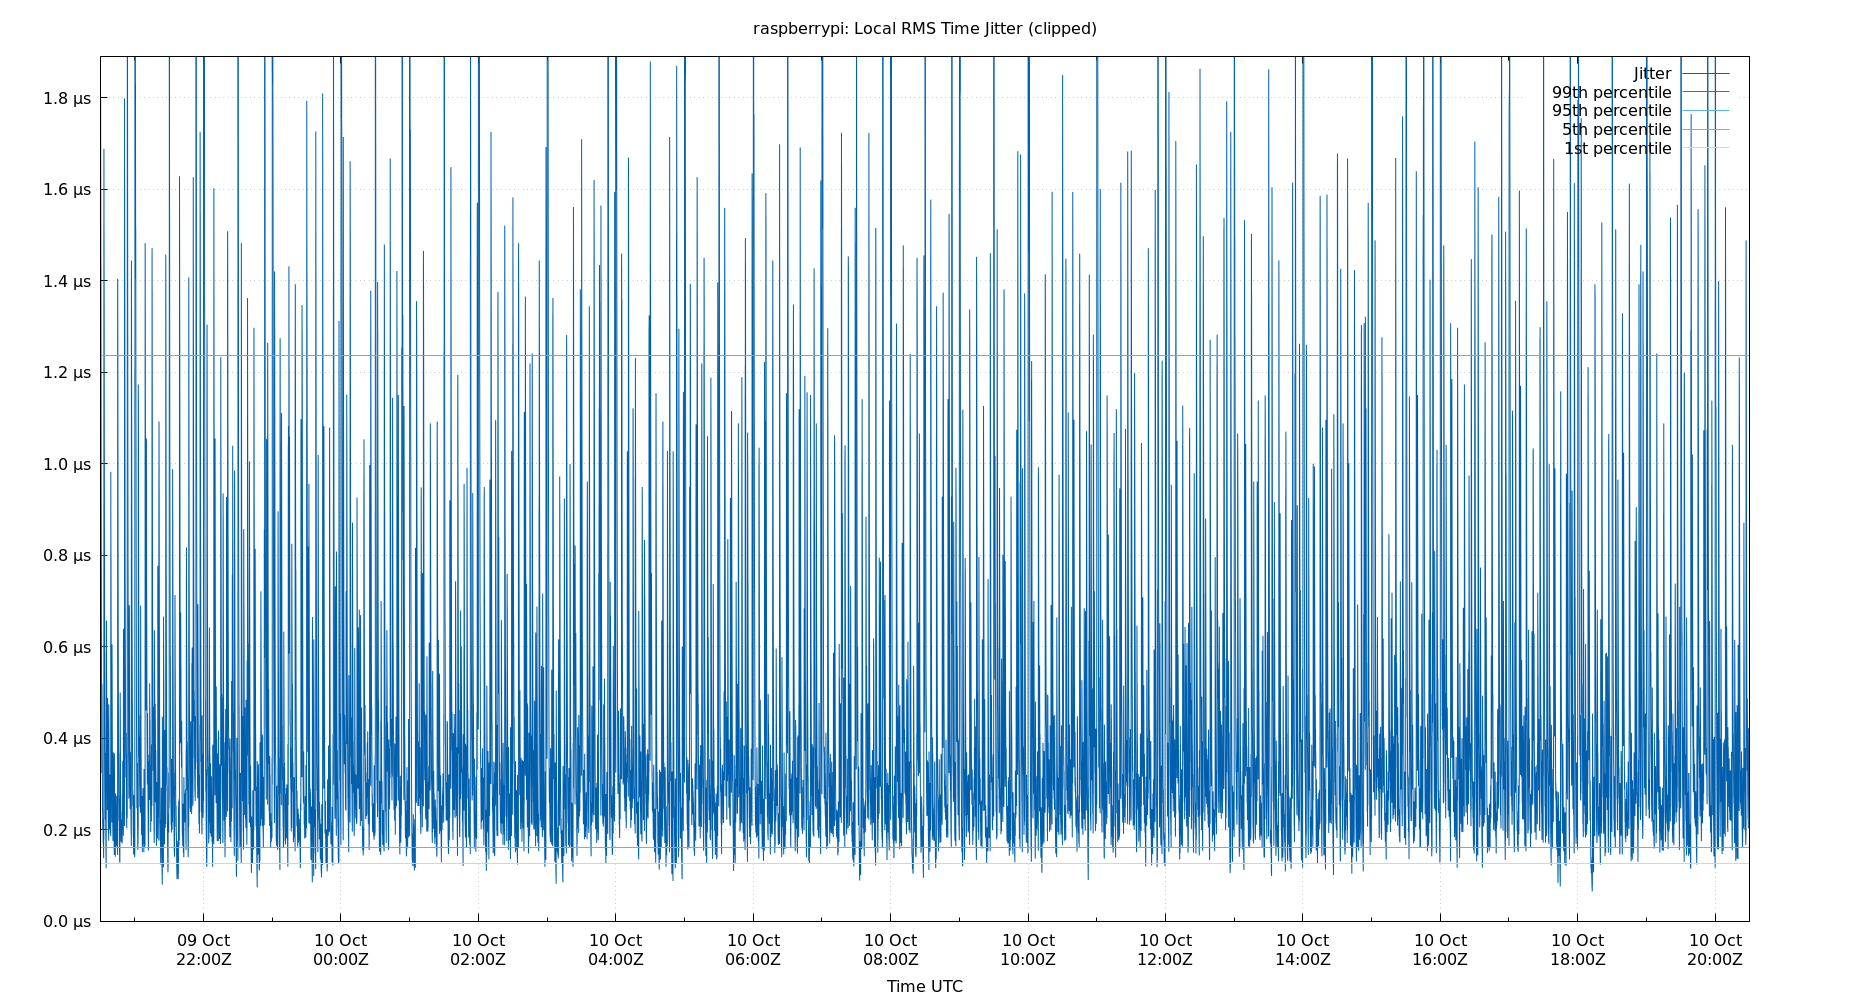 raspberrypi: Local RMS Time Jitter (clipped)
Jitter
99th percentile
95th percentile
5th percentile
1st percentile
1.8 µs
1.6 µs
1.4 µs
1.2 µs
1.0 µs
0.8 µs
0.6 µs
0.4 µs
0.2 µs
0.0 µs
09 Oct 10 Oct 10 Oct 10 Oct 10 Oct 10 Oct 10 Oct 10 Oct 10 Oct 10 Oct 10 Oct 10 Oct
22:00Z 00:00Z 02:00Z 04:00Z 06:00Z 08:00Z 10:00Z 12:00Z 14:00Z 16:00Z 18:00Z 20:00Z
Time UTC